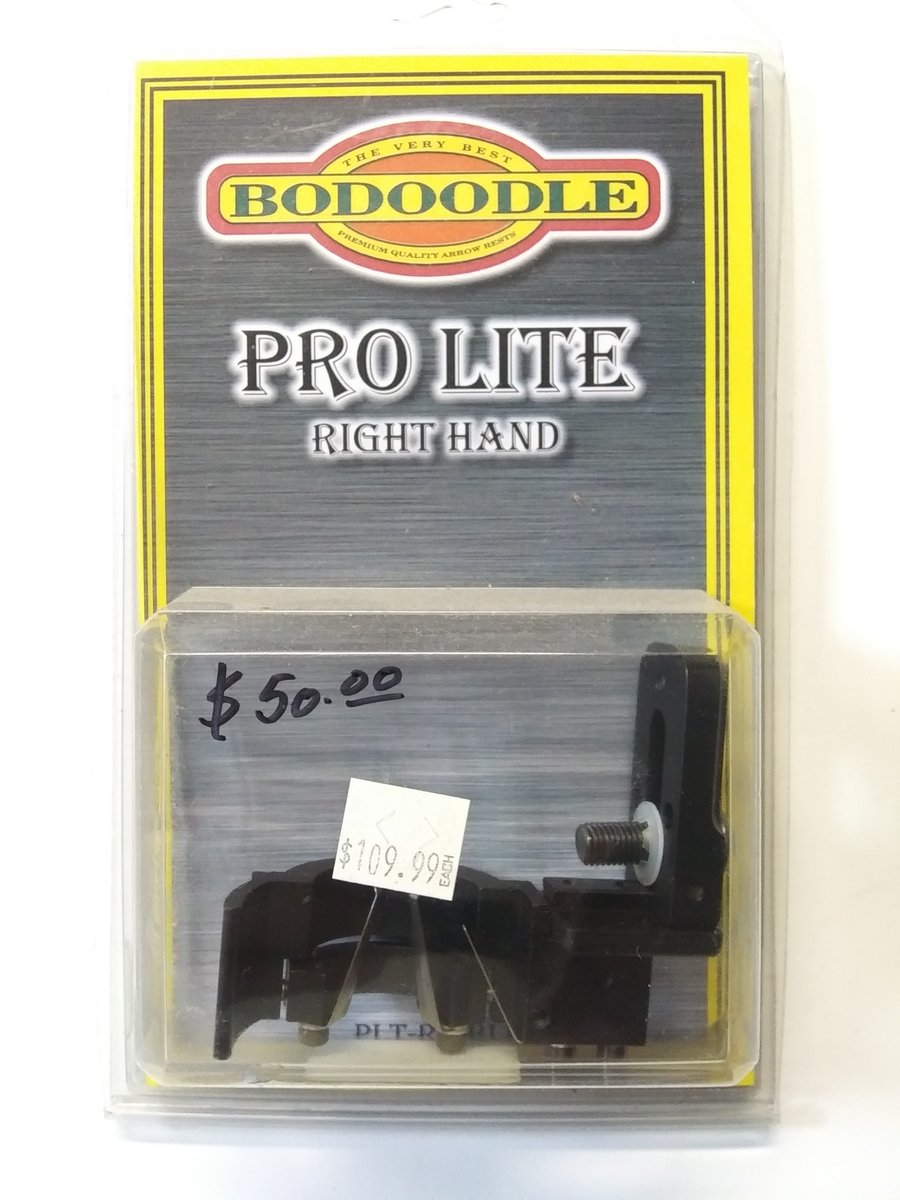 THE VERY BEST
BODOODLE
PREMIUM QUALITY ARROW RESTS
PRO LITE
RIGHT HAND
$50.00
$109.99
EACH